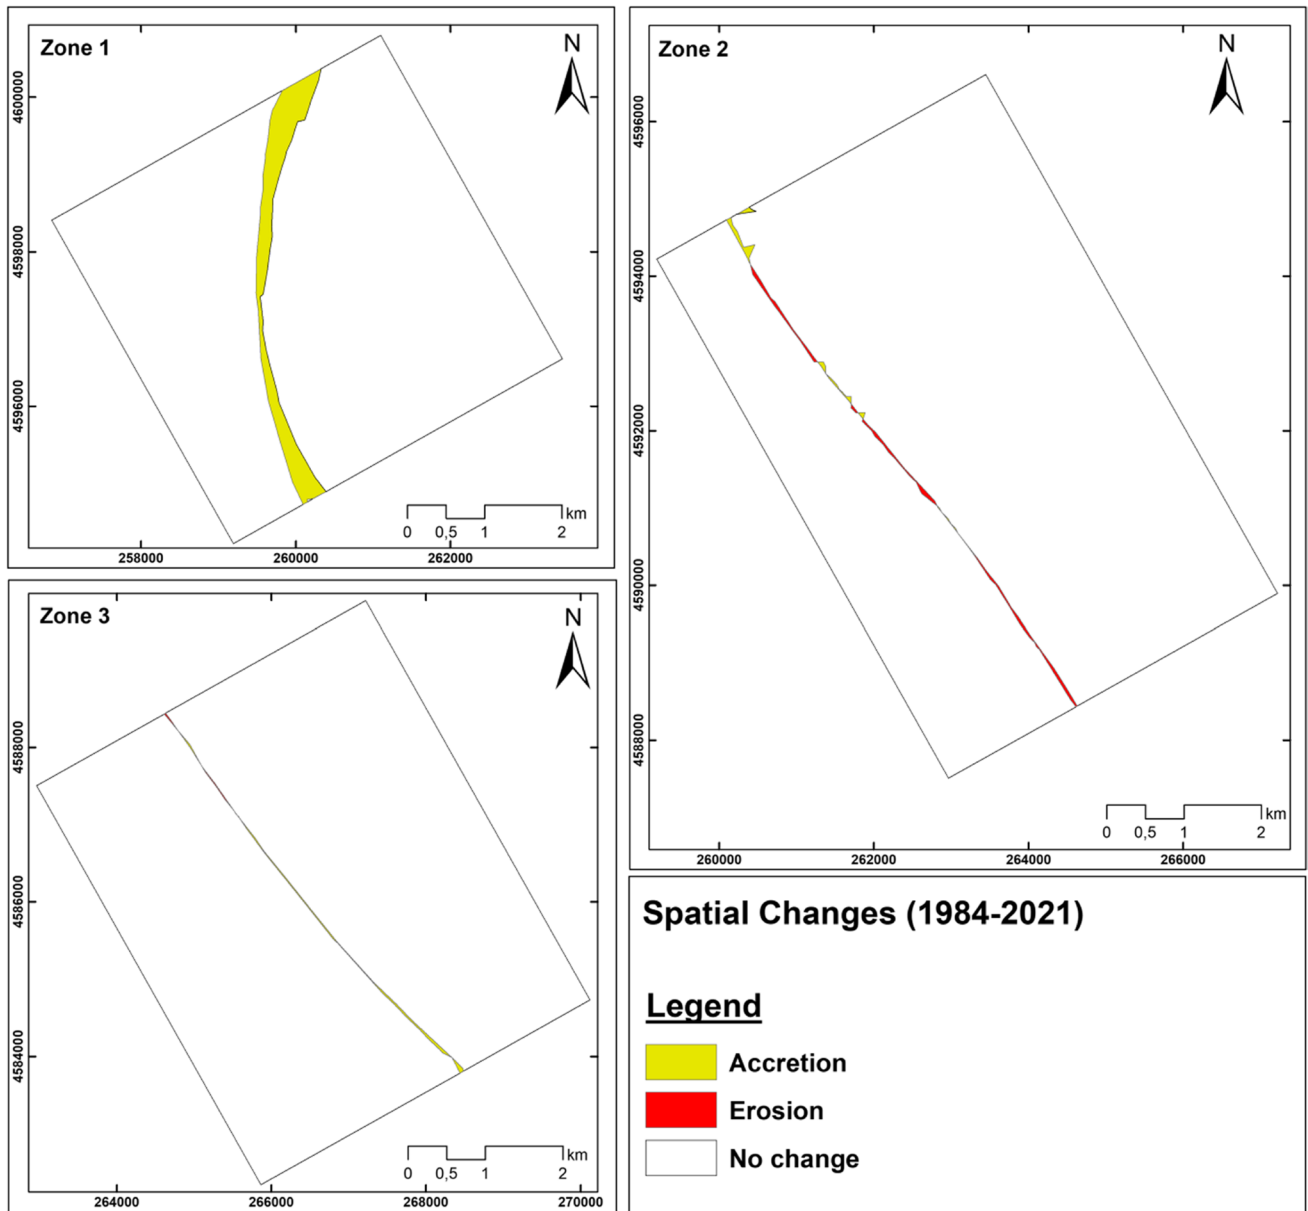 Zone 1
N
4600000
4598000
4596000
km
0 0,5 1 2
258000 260000 262000
Zone 2
N
4596000
4594000
4592000
4590000
4588000
km
0 0,5 1 2
260000 262000 264000 266000
Zone 3
N
4588000
4586000
4584000
km
0 0,5 1 2
264000 266000 268000 270000
Spatial Changes (1984-2021)
Legend
Accretion
Erosion
No change